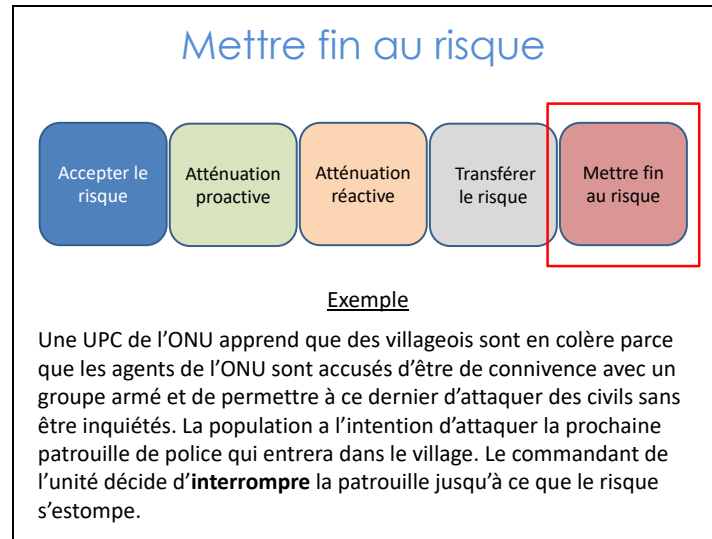 Mettre fin au risque
Accepter le
risque
Atténuation
proactive
Atténuation
réactive
Transférer
le risque
Mettre fin
au risque
Exemple
Une UPC de l’ONU apprend que des villageois sont en colère parce
que les agents de l’ONU sont accusés d’être de connivence avec un
groupe armé et de permettre à ce dernier d’attaquer des civils sans
être inquiétés. La population a l’intention d’attaquer la prochaine
patrouille de police qui entrera dans le village. Le commandant de
l’unité décide d’interrompre la patrouille jusqu’à ce que le risque
s’estompe.